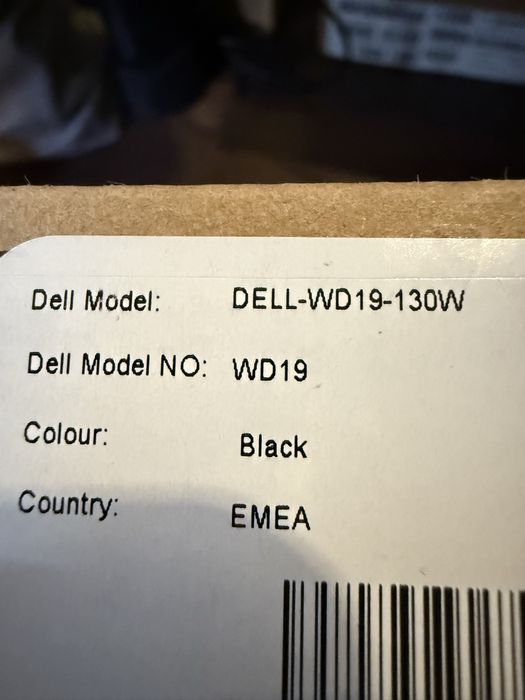 Dell Model: DELL-WD19-130W
Dell Model NO: WD19
Colour: Black
Country: EMEA